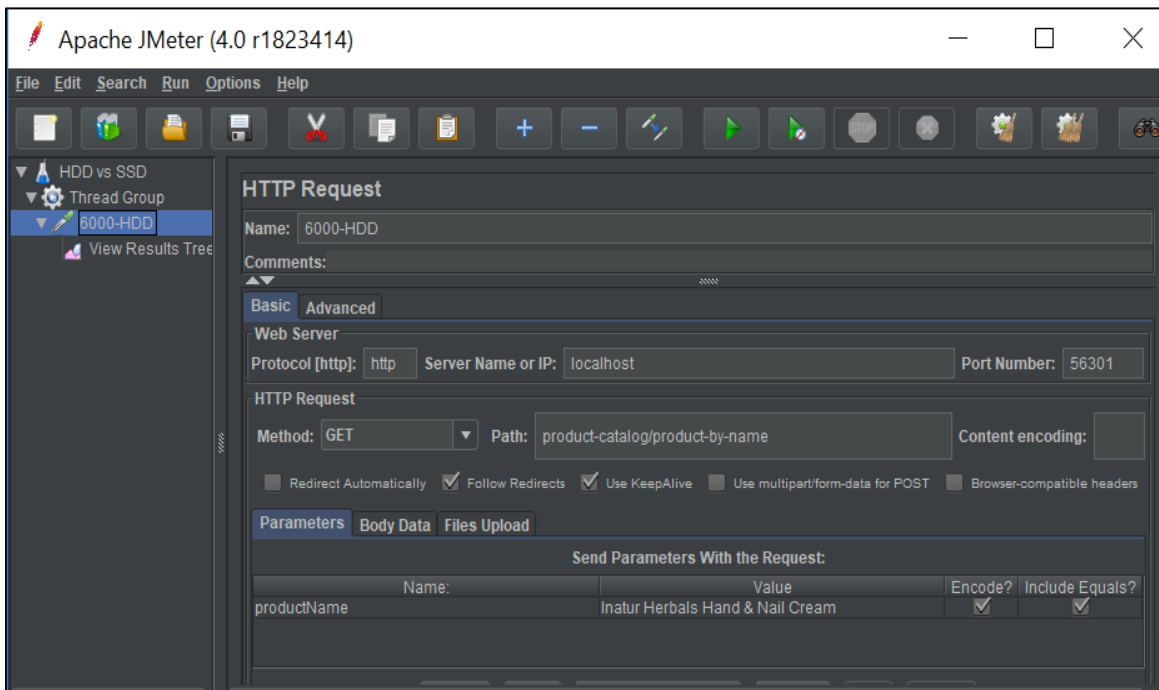 Apache JMeter (4.0 r1823414)
File Edit Search Run Options Help
STOP
HDD vs SSD
Thread Group
6000-HDD
View Results Tree
HTTP Request
Name: 6000-HDD
Comments:
Basic Advanced
Web Server
Protocol [http]: http Server Name or IP: localhost Port Number: 56301
HTTP Request
Method: GET Path: product-catalog/product-by-name Content encoding:
Redirect Automatically Follow Redirects Use KeepAlive Use multipart/form-data for POST Browser-compatible headers
Parameters Body Data Files Upload
Send Parameters With the Request:
Name: Value Encode? Include Equals?
productName Inatur Herbals Hand & Nail Cream